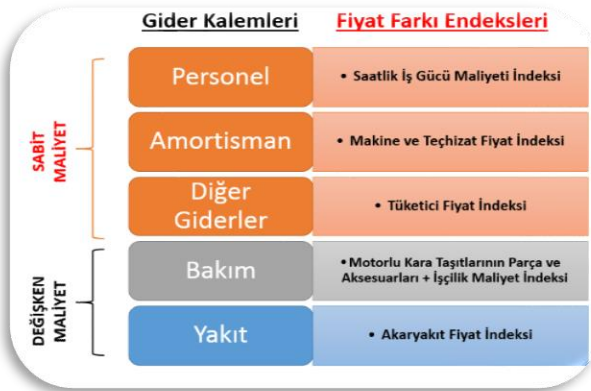 Gider Kalemleri
Fiyat Farkı Endeksleri
SABİT
MALİYET
Personel
• Saatlik İş Gücü Maliyeti İndeksi
Amortisman
• Makine ve Teçhizat Fiyat İndeksi
Diğer
Giderler
• Tüketici Fiyat İndeksi
DEĞİŞKEN
MALİYET
Bakım
• Motorlu Kara Taşıtlarının Parça ve
Aksesuarları + İşçilik Maliyet İndeksi
Yakıt
• Akaryakıt Fiyat İndeksi